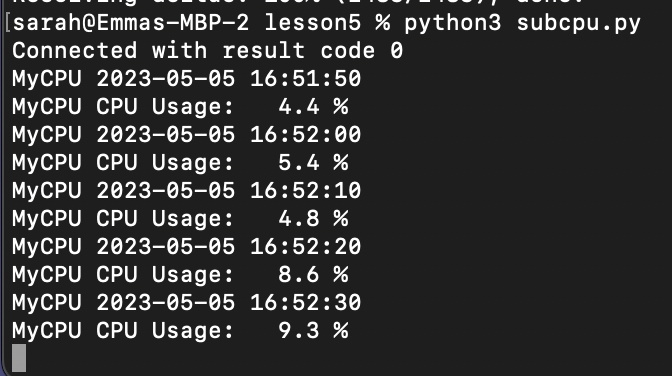 [sarah@Emmas-MBP-2 lesson5 % python3 subcpu.py
Connected with result code 0
MyCPU 2023-05-05 16:51:50
MyCPU CPU Usage:   4.4 %
MyCPU 2023-05-05 16:52:00
MyCPU CPU Usage:   5.4 %
MyCPU 2023-05-05 16:52:10
MyCPU CPU Usage:   4.8 %
MyCPU 2023-05-05 16:52:20
MyCPU CPU Usage:   8.6 %
MyCPU 2023-05-05 16:52:30
MyCPU CPU Usage:   9.3 %